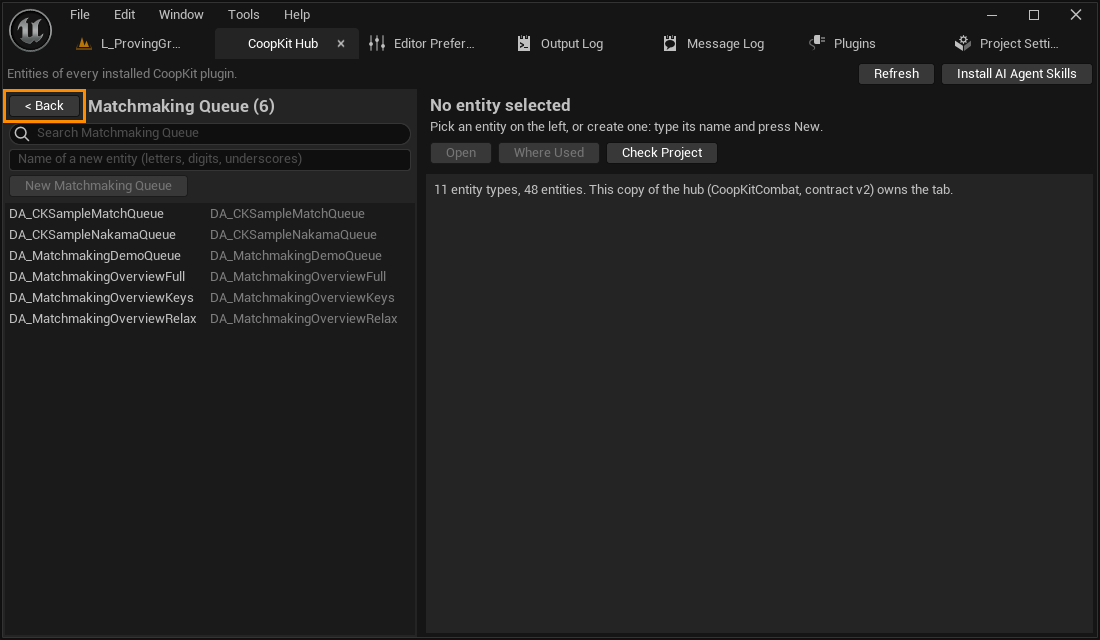 File Edit Window Tools Help
L_ProvingGr... CoopKit Hub × Editor Prefer... Output Log Message Log Plugins Project Setti...
Entities of every installed CoopKit plugin.
Refresh Install AI Agent Skills
< Back Matchmaking Queue (6)
Search Matchmaking Queue
Name of a new entity (letters, digits, underscores)
New Matchmaking Queue
DA_CKSampleMatchQueue DA_CKSampleMatchQueue
DA_CKSampleNakamaQueue DA_CKSampleNakamaQueue
DA_MatchmakingDemoQueue DA_MatchmakingDemoQueue
DA_MatchmakingOverviewFull DA_MatchmakingOverviewFull
DA_MatchmakingOverviewKeys DA_MatchmakingOverviewKeys
DA_MatchmakingOverviewRelax DA_MatchmakingOverviewRelax
No entity selected
Pick an entity on the left, or create one: type its name and press New.
Open Where Used Check Project
11 entity types, 48 entities. This copy of the hub (CoopKitCombat, contract v2) owns the tab.